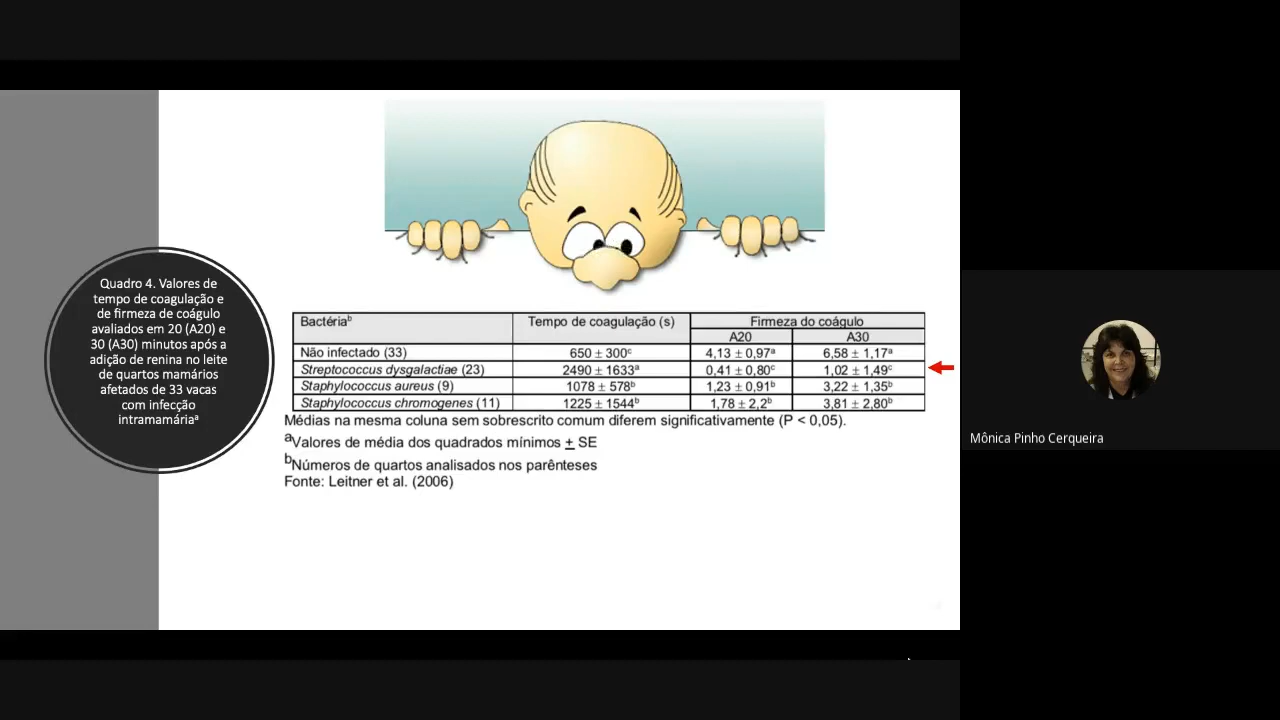 Quadro 4. Valores de
tempo de coagulação e
de firmeza de coágulo
avaliados em 20 (A20) e
30 (A30) minutos após a
adição de renina no leite
de quartos mamários
afetados de 33 vacas
com infecção
intramamáriaª
Bactériaᵇ Tempo de coagulação (s) Firmeza do coágulo
A20 A30
Não infectado (33) 650 ± 300ᶜ 4,13 ± 0,97ª 6,58 ± 1,17ª
Streptococcus dysgalactiae (23) 2490 ± 1633ª 0,41 ± 0,80ᶜ 1,02 ± 1,49ᶜ
Staphylococcus aureus (9) 1078 ± 578ᵇ 1,23 ± 0,91ᵇ 3,22 ± 1,35ᵇ
Staphylococcus chromogenes (11) 1225 ± 1544ᵇ 1,78 ± 2,2ᵇ 3,81 ± 2,80ᵇ
Médias na mesma coluna sem sobrescrito comum diferem significativamente (P < 0,05).
ªValores de média dos quadrados mínimos ± SE
ᵇNúmeros de quartos analisados nos parênteses
Fonte: Leitner et al. (2006)
Mônica Pinho Cerqueira